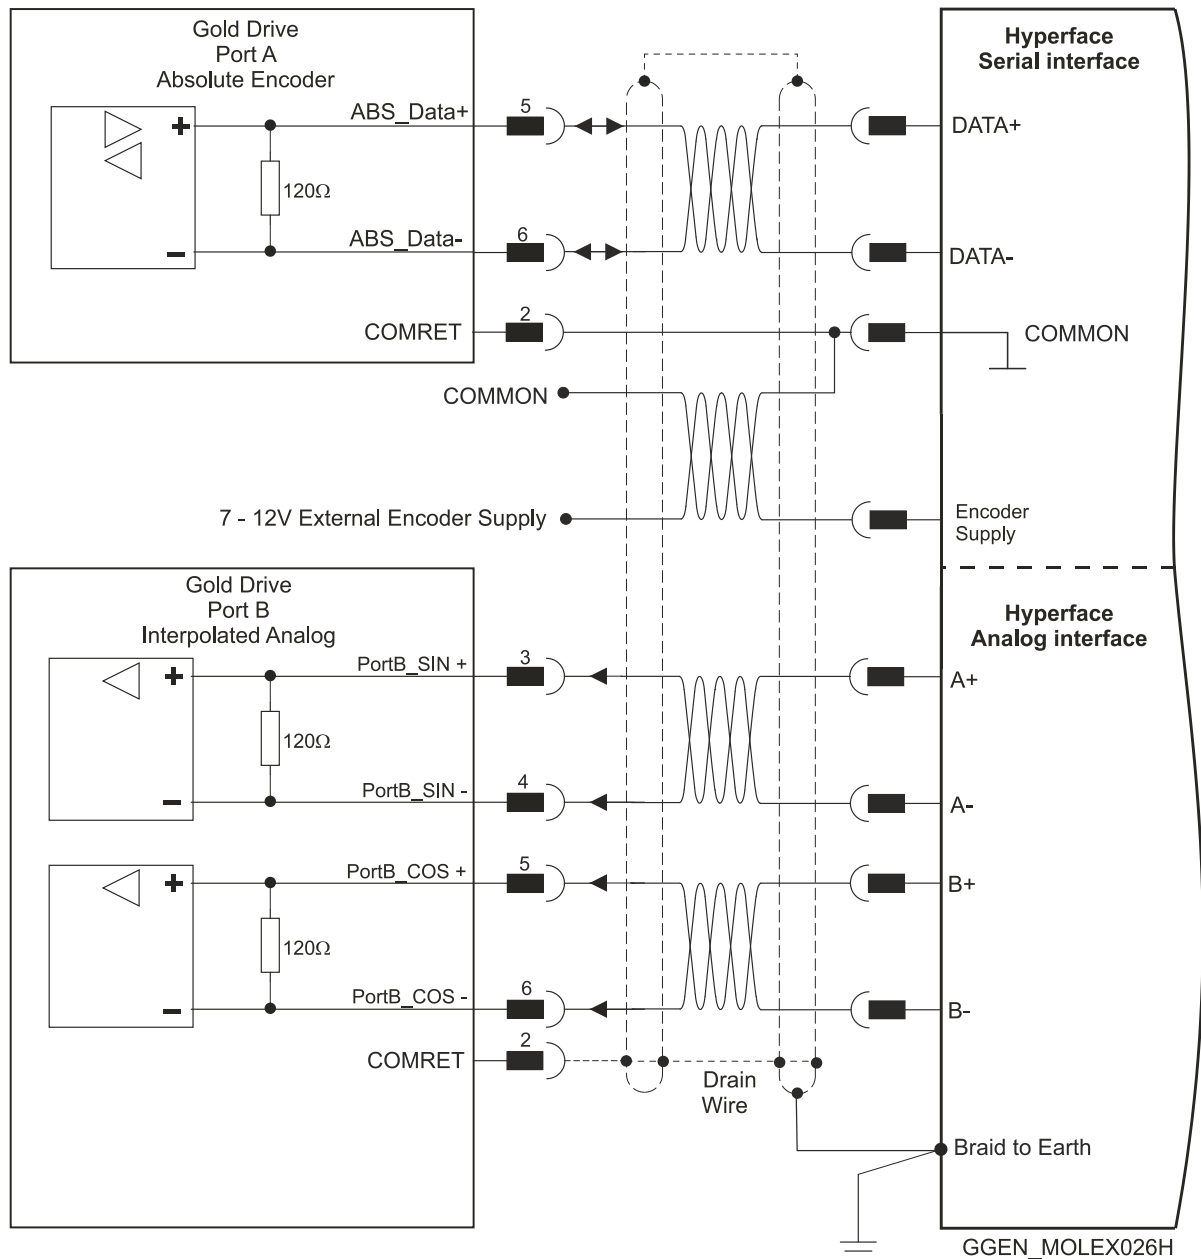 Gold Drive
Port A
Absolute Encoder
Hyperface
Serial interface
ABS_Data+
5
DATA+
120Ω
ABS_Data-
6
DATA-
COMRET
2
COMMON
COMMON
7 - 12V External Encoder Supply
Encoder
Supply
Gold Drive
Port B
Interpolated Analog
Hyperface
Analog interface
PortB_SIN +
3
A+
120Ω
PortB_SIN -
4
A-
PortB_COS +
5
B+
120Ω
PortB_COS -
6
B-
COMRET
2
Drain
Wire
Braid to Earth
GGEN_MOLEX026H